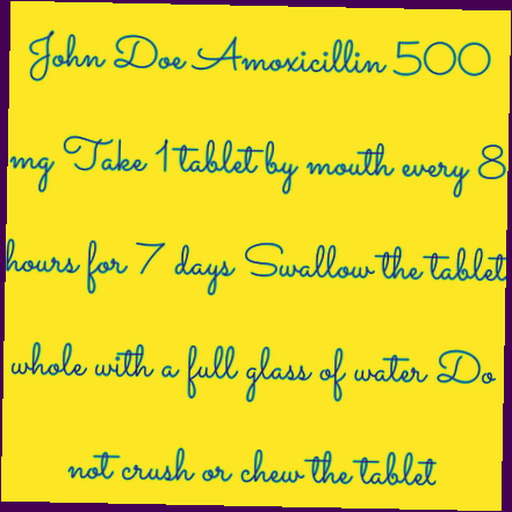 John Doe Amoxicillin 500
mg Take 1 tablet by mouth every 8
hours for 7 days Swallow the tablet
whole with a full glass of water Do
not crush or chew the tablet